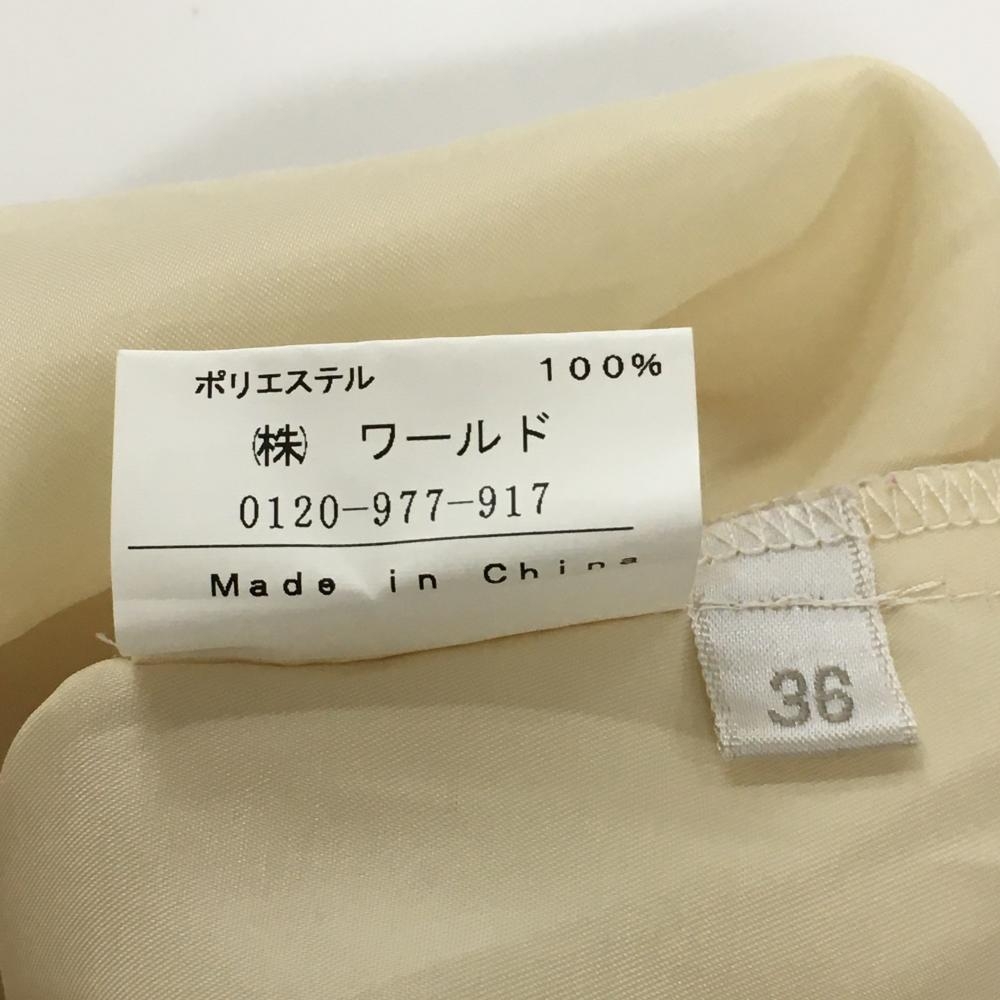 ポリエステル 100%
㈱ ワールド
0120-977-917
Made in China
36